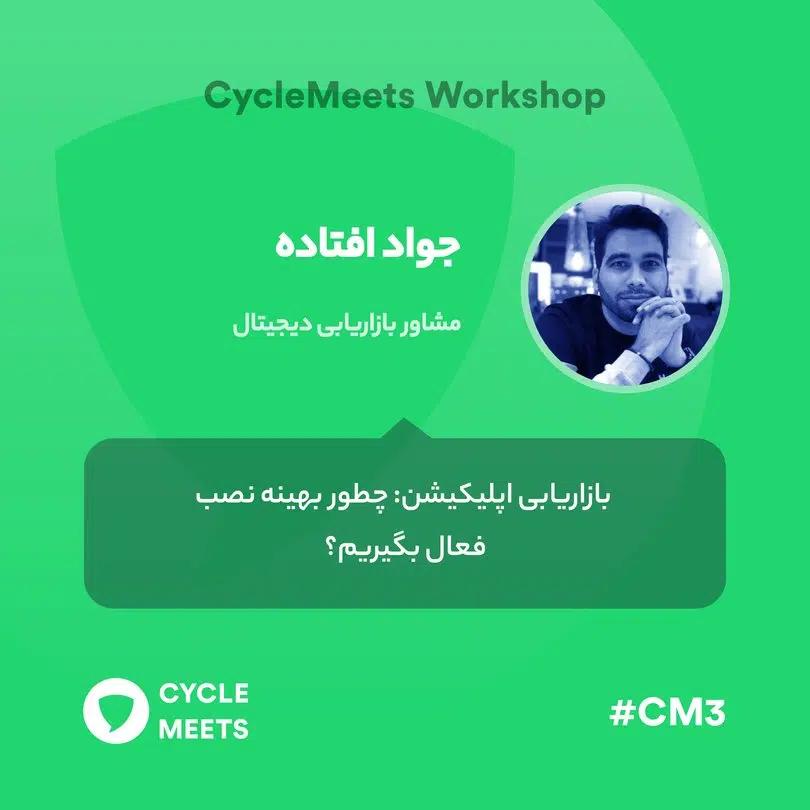 CycleMeets Workshop
جواد افتاده
مشاور بازاریابی دیجیتال
بازاریابی اپلیکیشن: چطور بهینه نصب
فعال بگیریم؟
CYCLE
MEETS
#CM3